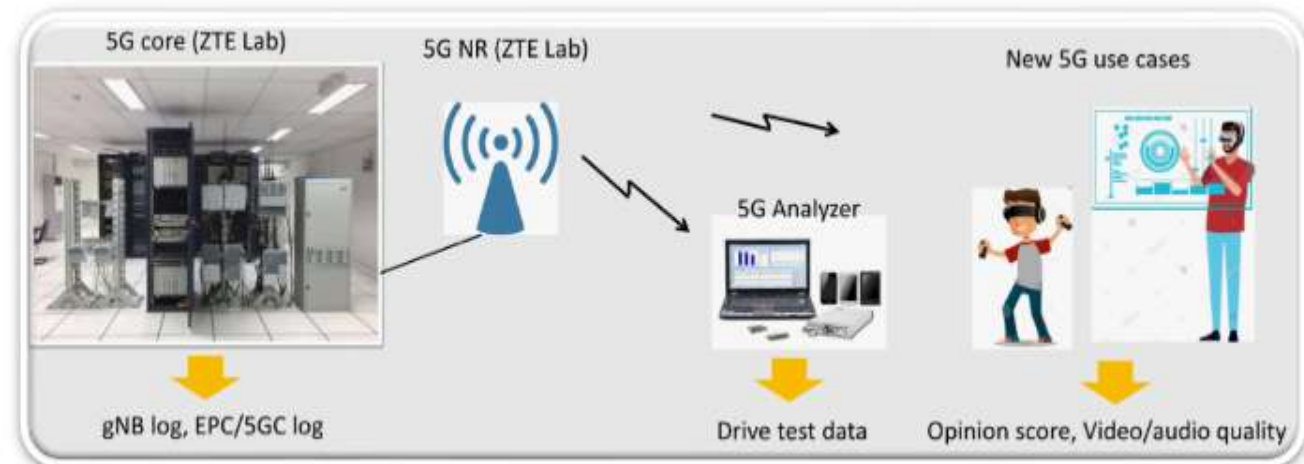 5G core (ZTE Lab)
5G NR (ZTE Lab)
New 5G use cases
5G Analyzer
gNB log, EPC/5GC log
Drive test data
Opinion score, Video/audio quality